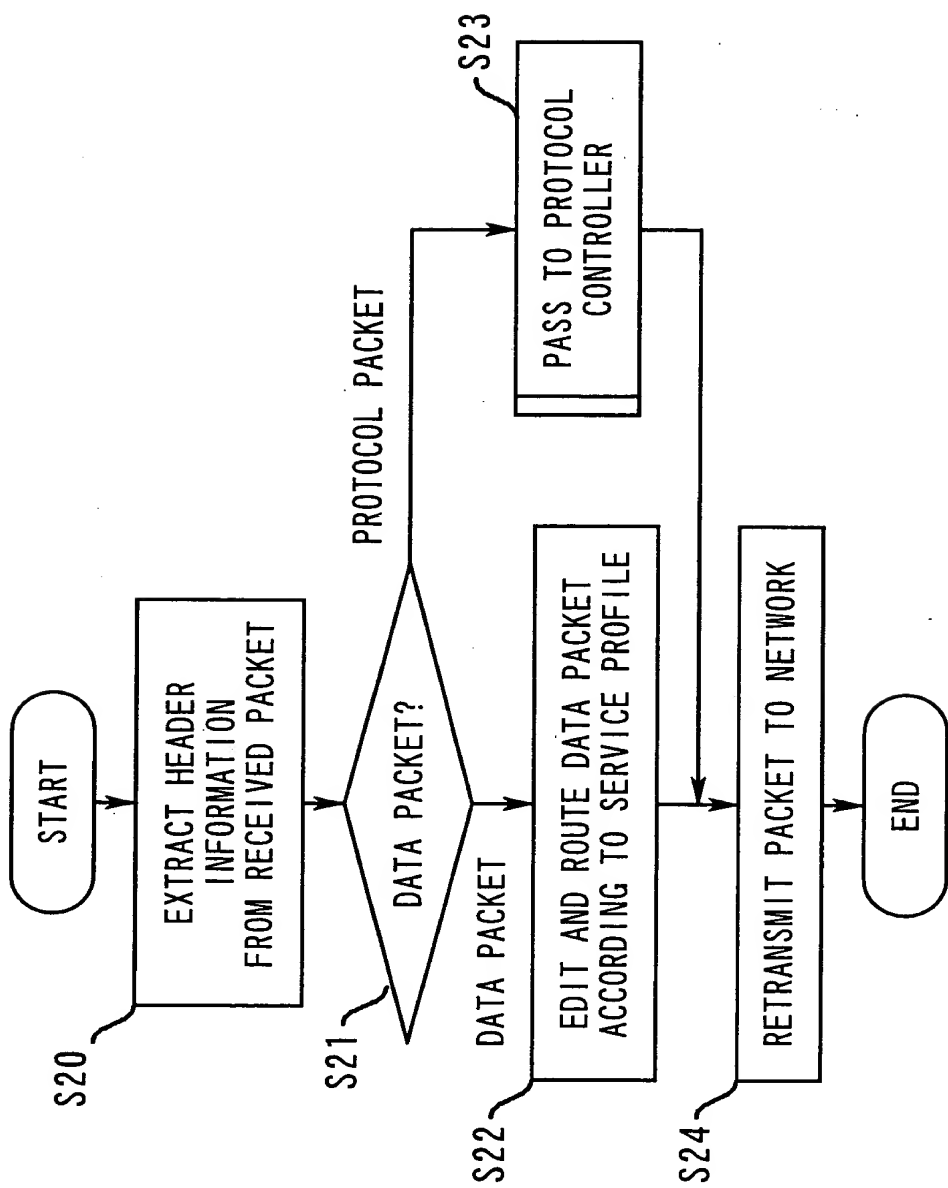 START
S20
EXTRACT HEADER
INFORMATION
FROM RECEIVED PACKET
S21
DATA PACKET?
PROTOCOL PACKET
DATA PACKET
S23
PASS TO PROTOCOL
CONTROLLER
S22
EDIT AND ROUTE DATA PACKET
ACCORDING TO SERVICE PROFILE
S24
RETRANSMIT PACKET TO NETWORK
END